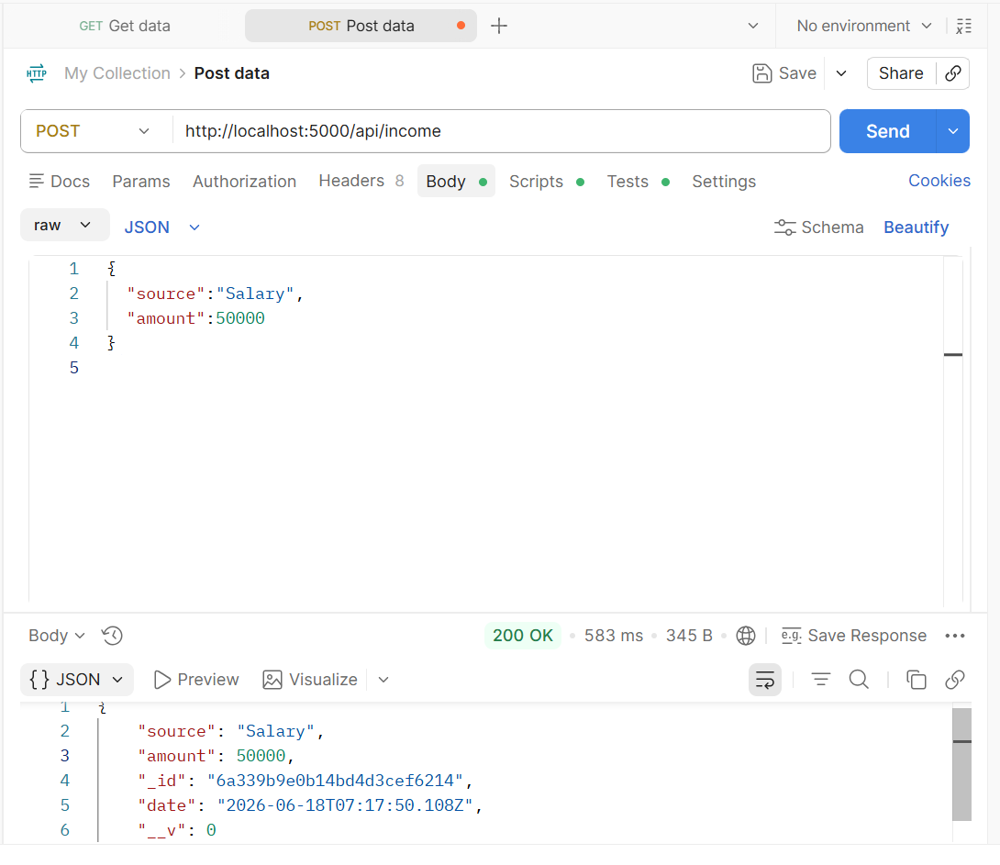 GET Get data POST Post data No environment
HTTP My Collection > Post data Save Share
POST http://localhost:5000/api/income Send
Docs Params Authorization Headers 8 Body Scripts Tests Settings Cookies
raw JSON Schema Beautify
1 {
2 "source":"Salary",
3 "amount":50000
4 }
5
Body 200 OK 583 ms 345 B e.g. Save Response
{} JSON Preview Visualize
1 {
2 "source": "Salary",
3 "amount": 50000,
4 "_id": "6a339b9e0b14bd4d3cef6214",
5 "date": "2026-06-18T07:17:50.108Z",
6 "__v": 0